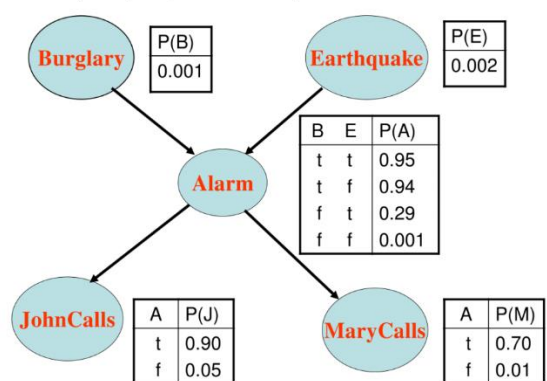 Burglary
P(B)
0.001
Earthquake
P(E)
0.002
Alarm
B E P(A)
t t 0.95
t f 0.94
f t 0.29
f f 0.001
JohnCalls
A P(J)
t 0.90
f 0.05
MaryCalls
A P(M)
t 0.70
f 0.01